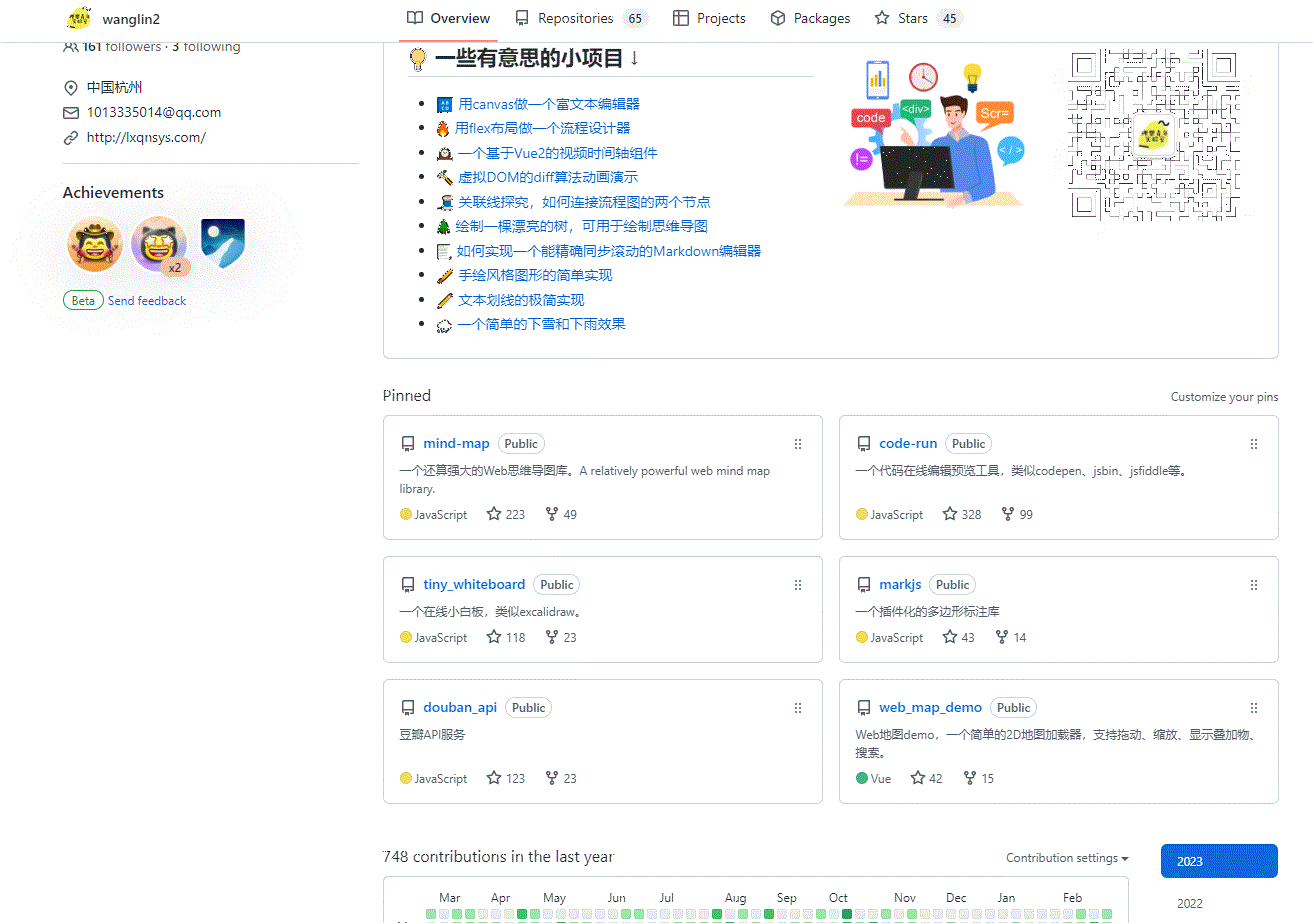 wanglin2
Overview
Repositories 65
Projects
Packages
Stars 45
161 followers · 3 following
中国杭州
1013335014@qq.com
http://lxqnsys.com/
Achievements
x2
Beta Send feedback
一些有意思的小项目 ↓
用canvas做一个富文本编辑器
用flex布局做一个流程设计器
一个基于Vue2的视频时间轴组件
虚拟DOM的diff算法动画演示
关联线探究，如何连接流程图的两个节点
绘制一棵漂亮的树，可用于绘制思维导图
如何实现一个能精确同步滚动的Markdown编辑器
手绘风格图形的简单实现
文本划线的极简实现
一个简单的下雪和下雨效果
code
<div>
Scr=
!=
</>
Pinned
Customize your pins
mind-map Public
一个还算强大的Web思维导图库。A relatively powerful web mind map
library.
JavaScript 223 49
code-run Public
一个代码在线编辑预览工具，类似codepen、jsbin、jsfiddle等。
JavaScript 328 99
tiny_whiteboard Public
一个在线小白板，类似excalidraw。
JavaScript 118 23
markjs Public
一个插件化的多边形标注库
JavaScript 43 14
douban_api Public
豆瓣API服务
JavaScript 123 23
web_map_demo Public
Web地图demo，一个简单的2D地图加载器，支持拖动、缩放、显示叠加物、
搜索。
Vue 42 15
748 contributions in the last year
Contribution settings
2023
2022
Mar Apr May Jun Jul Aug Sep Oct Nov Dec Jan Feb